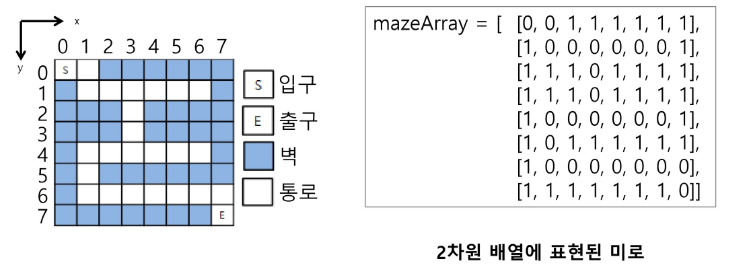 x
y
0 1 2 3 4 5 6 7
0
1
2
3
4
5
6
7
S
E
S 입구
E 출구
벽
통로
mazeArray = [ [0, 0, 1, 1, 1, 1, 1, 1],
[1, 0, 0, 0, 0, 0, 0, 1],
[1, 1, 1, 0, 1, 1, 1, 1],
[1, 1, 1, 0, 1, 1, 1, 1],
[1, 0, 0, 0, 0, 0, 0, 1],
[1, 0, 1, 1, 1, 1, 1, 1],
[1, 0, 0, 0, 0, 0, 0, 0],
[1, 1, 1, 1, 1, 1, 1, 0]]
2차원 배열에 표현된 미로